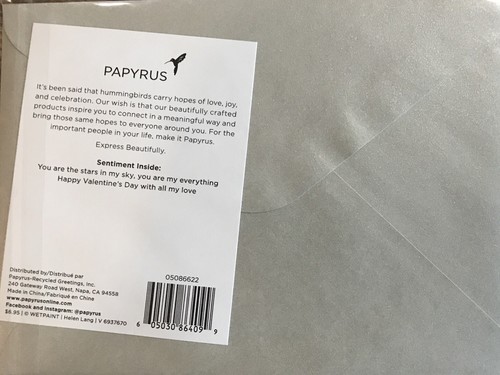 PAPYRUS
It's been said that hummingbirds carry hopes of love, joy,
and celebration. Our wish is that our beautifully crafted
products inspire you to connect in a meaningful way and
bring those same hopes to everyone around you. For the
important people in your life, make it Papyrus.
Express Beautifully.
Sentiment Inside:
You are the stars in my sky, you are my everything
Happy Valentine's Day with all my love
Distributed by/Distribué par
Papyrus-Recycled Greetings, Inc.
240 Gateway Road West, Napa, CA 94558
Made in China/Fabriqué en Chine
www.papyrusonline.com
Facebook and Instagram: @papyrus
$6.95 | © WETPAINT | Helen Lang | V 6937670
05086622
6 05030 86409 9